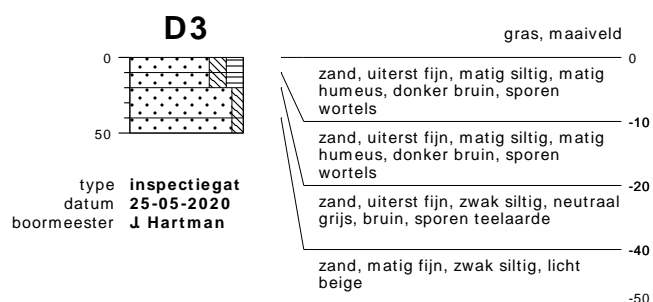 D3
gras, maaiveld
0
0
zand, uiterst fijn, matig siltig, matig
humeus, donker bruin, sporen
wortels
-10
zand, uiterst fijn, matig siltig, matig
humeus, donker bruin, sporen
wortels
-20
zand, uiterst fijn, zwak siltig, neutraal
grijs, bruin, sporen teelaarde
-40
zand, matig fijn, zwak siltig, licht
beige
-50
50
type inspectiegat
datum 25-05-2020
boormeester J. Hartman